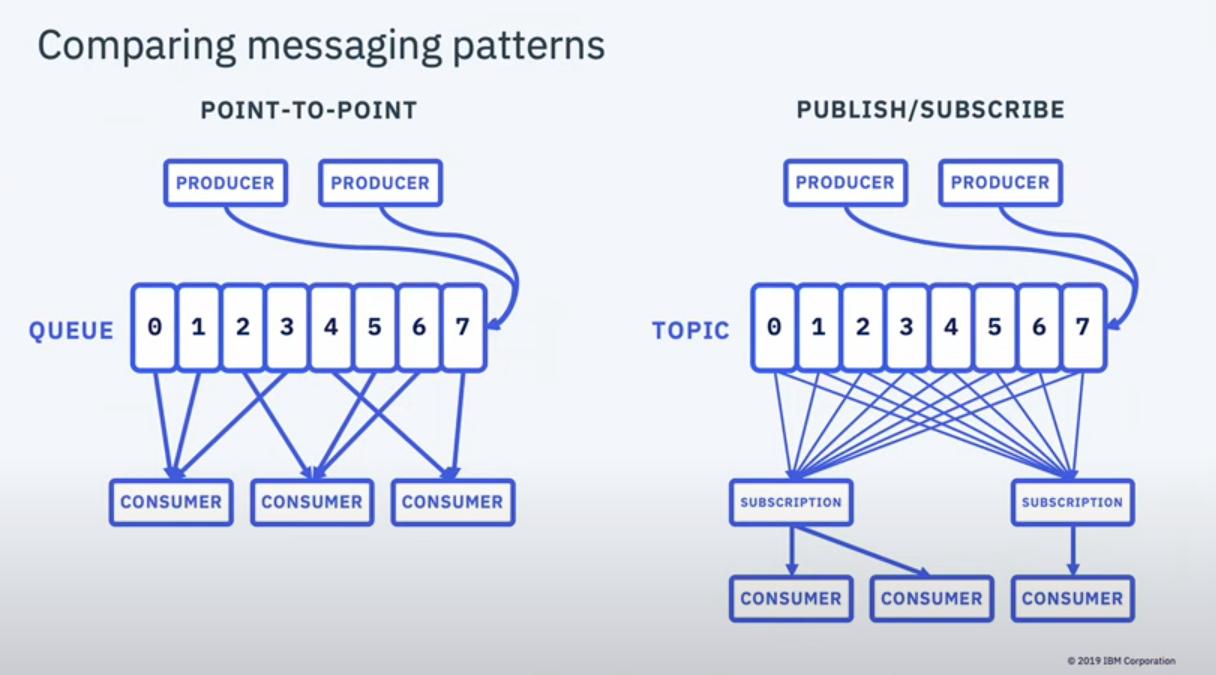 Comparing messaging patterns
POINT-TO-POINT
PRODUCER PRODUCER
QUEUE 0 1 2 3 4 5 6 7
CONSUMER CONSUMER CONSUMER
PUBLISH/SUBSCRIBE
PRODUCER PRODUCER
TOPIC 0 1 2 3 4 5 6 7
SUBSCRIPTION SUBSCRIPTION
CONSUMER CONSUMER CONSUMER
© 2019 IBM Corporation